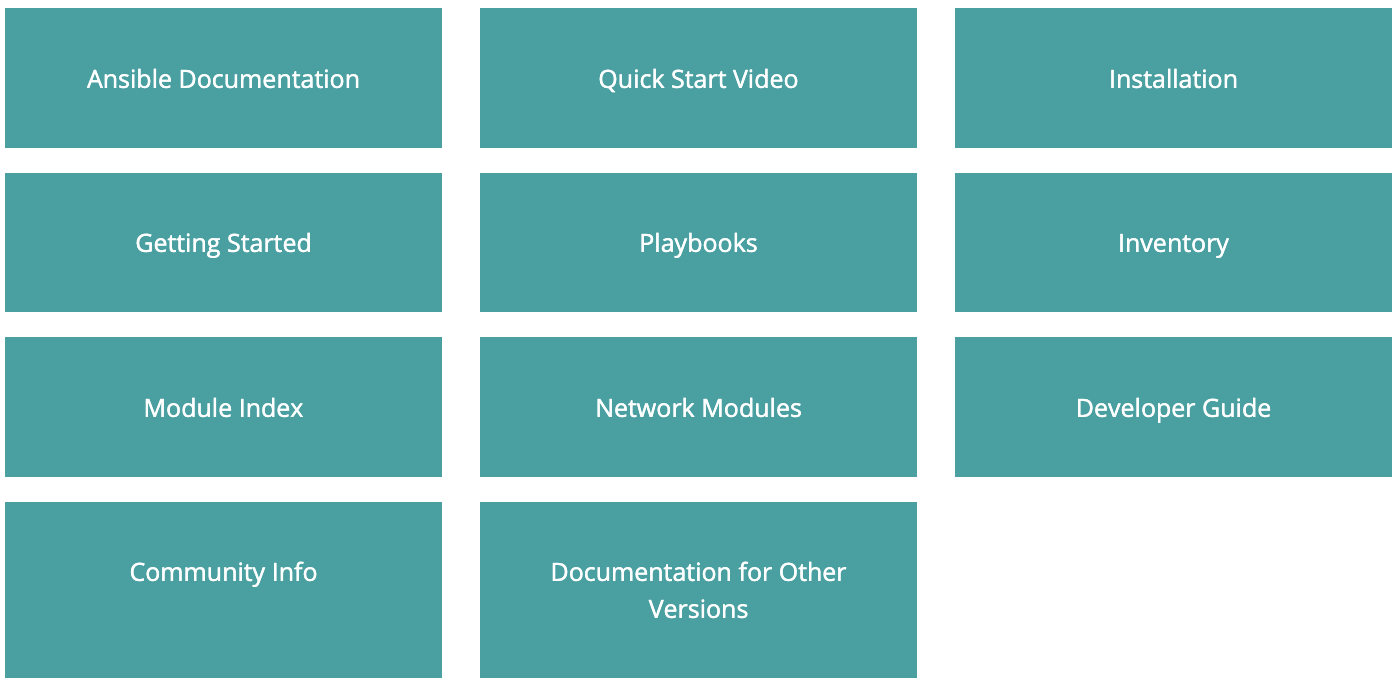 Ansible Documentation
Quick Start Video
Installation
Getting Started
Playbooks
Inventory
Module Index
Network Modules
Developer Guide
Community Info
Documentation for Other
Versions